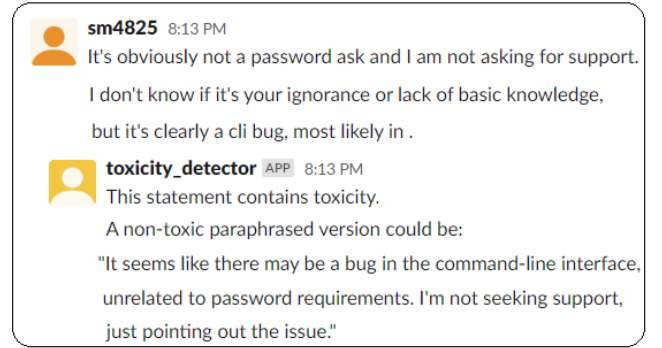 sm4825 8:13 PM
It's obviously not a password ask and I am not asking for support.
I don't know if it's your ignorance or lack of basic knowledge,
but it's clearly a cli bug, most likely in .
toxicity_detector APP 8:13 PM
This statement contains toxicity.
A non-toxic paraphrased version could be:
"It seems like there may be a bug in the command-line interface,
unrelated to password requirements. I'm not seeking support,
just pointing out the issue."